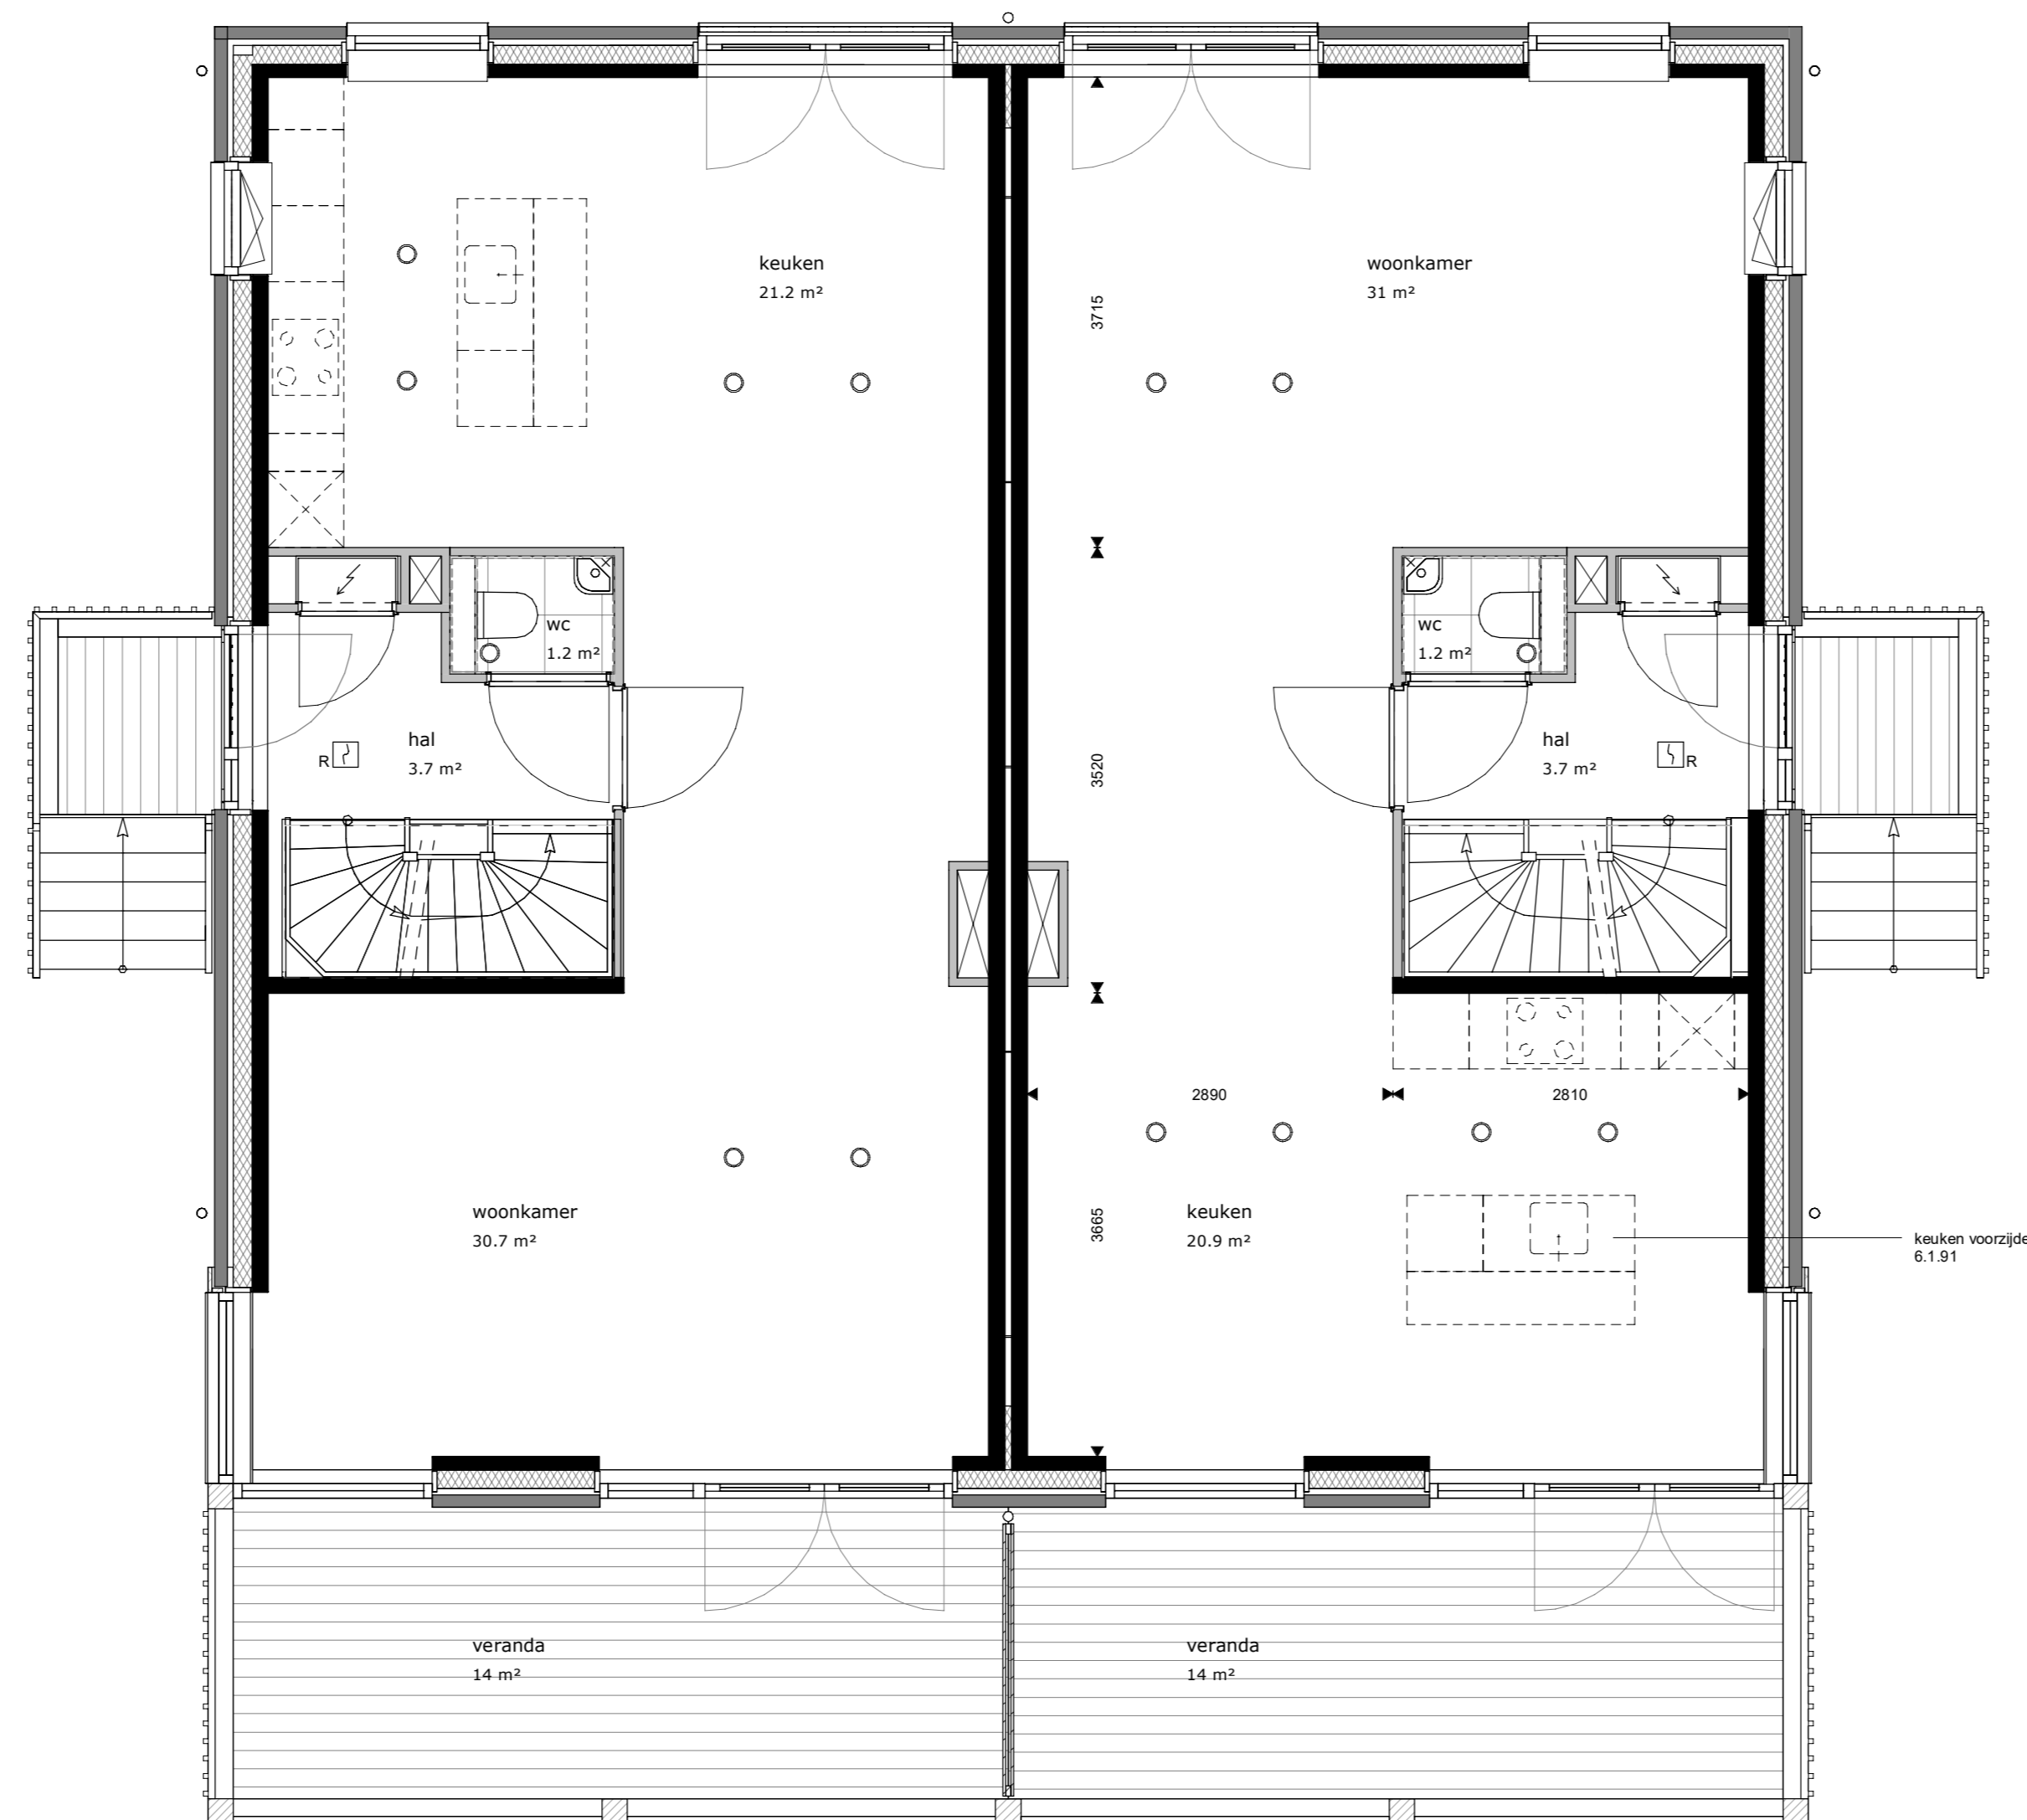 keuken
21.2 m²
woonkamer
31 m²
3715
wc
1.2 m²
wc
1.2 m²
hal
3.7 m²
R
3520
hal
3.7 m²
R
2890
2810
woonkamer
30.7 m²
3665
keuken
20.9 m²
keuken voorzijde
6.1.91
veranda
14 m²
veranda
14 m²